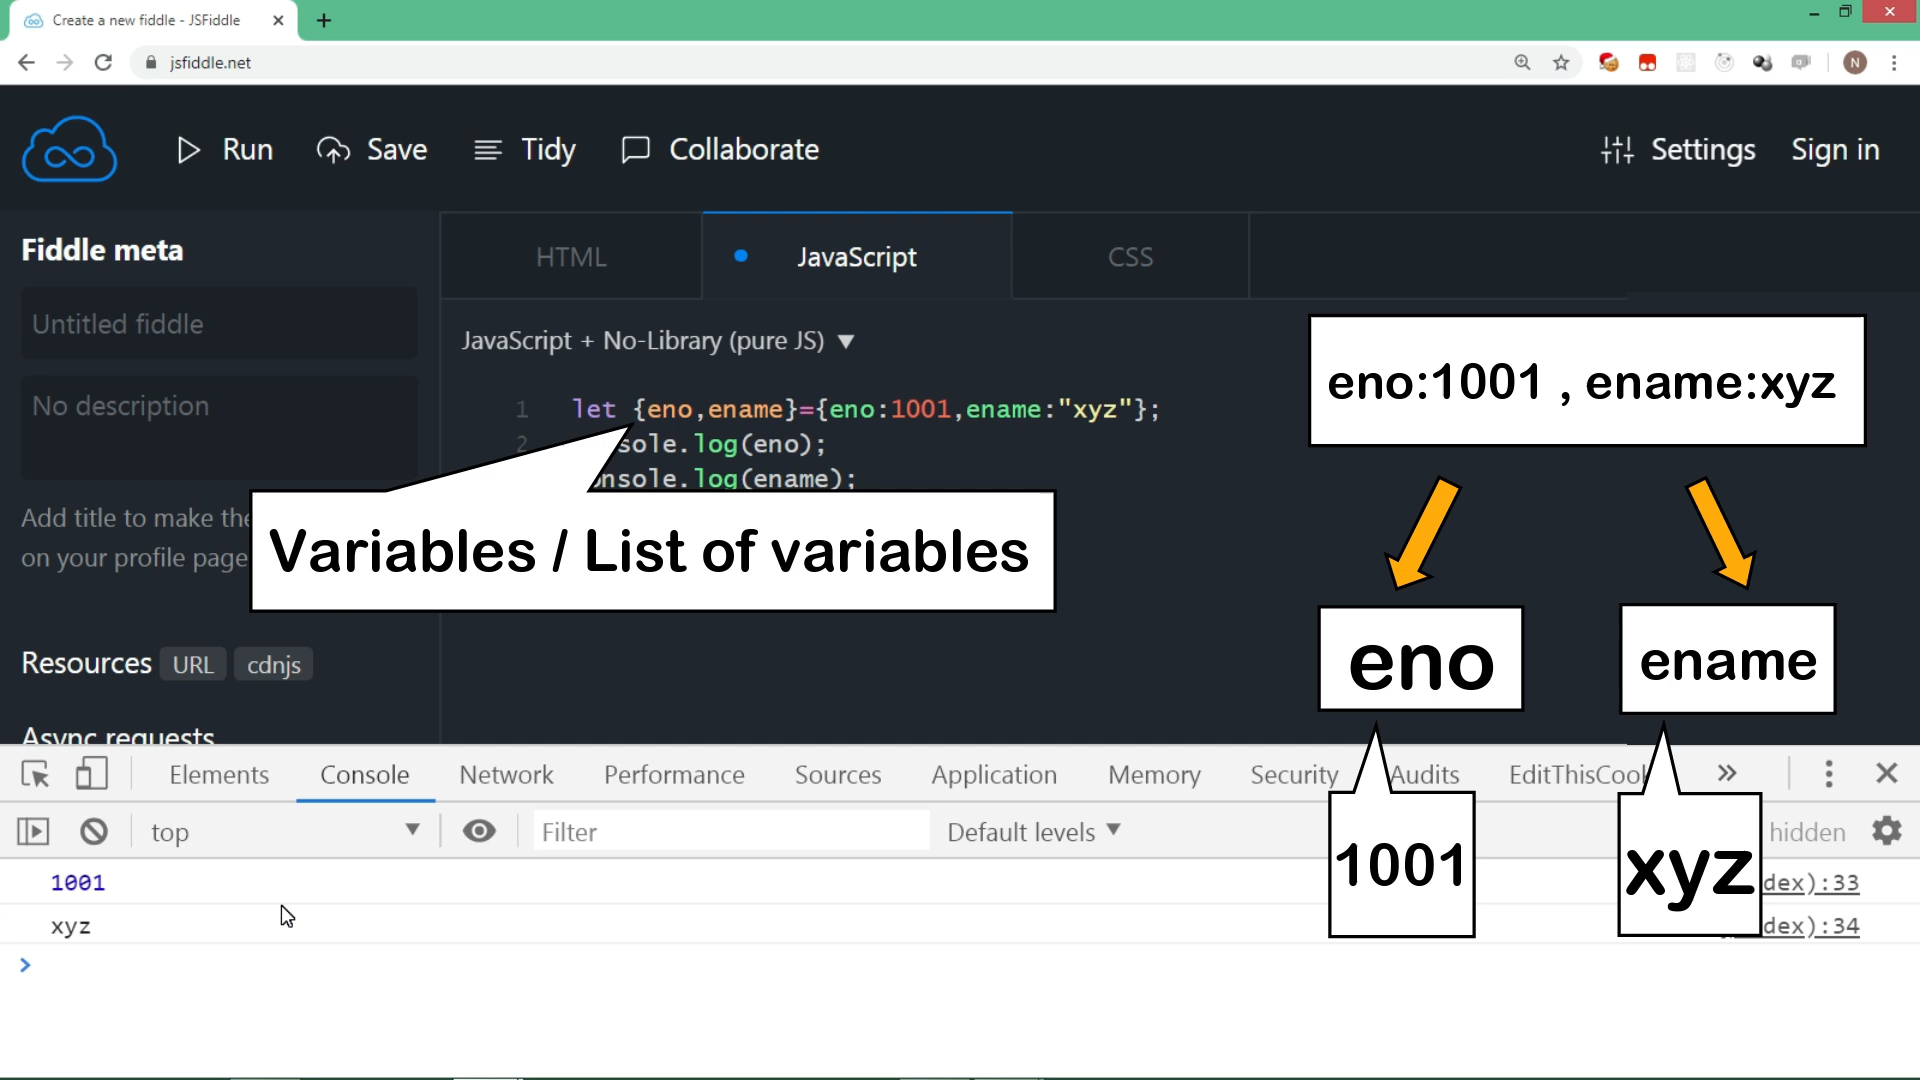 Create a new fiddle - JSFiddle
jsfiddle.net
N
Run
Save
Tidy
Collaborate
Settings
Sign in
Fiddle meta
Untitled fiddle
No description
Add title to make the
on your profile page
Resources URL cdnjs
Async requests
HTML
JavaScript
CSS
JavaScript + No-Library (pure JS) ▼
1 let {eno,ename}={eno:1001,ename:"xyz"};
2 sole.log(eno);
nsole.log(ename);
Variables / List of variables
eno:1001 , ename:xyz
eno
ename
1001
xyz
Elements Console Network Performance Sources Application Memory Security Audits EditThisCook
top Filter Default levels ▼ hidden
1001 dex):33
xyz dex):34